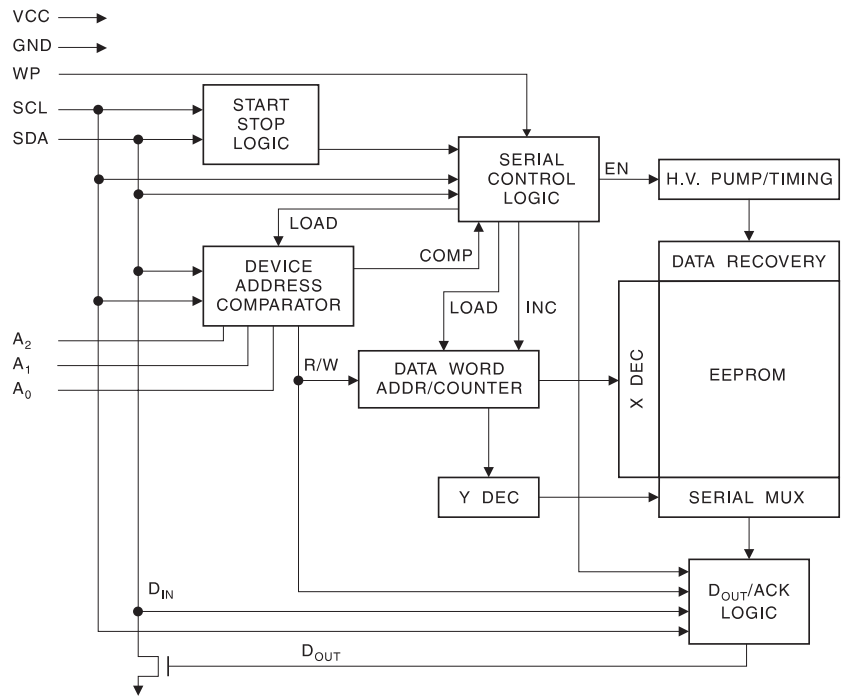 VCC
GND
WP
SCL
SDA
START
STOP
LOGIC
SERIAL
CONTROL
LOGIC
EN
H.V. PUMP/TIMING
LOAD
COMP
DEVICE
ADDRESS
COMPARATOR
DATA RECOVERY
LOAD
INC
A2
A1
A0
R/W
DATA WORD
ADDR/COUNTER
X DEC
EEPROM
Y DEC
SERIAL MUX
DIN
DOUT/ACK
LOGIC
DOUT